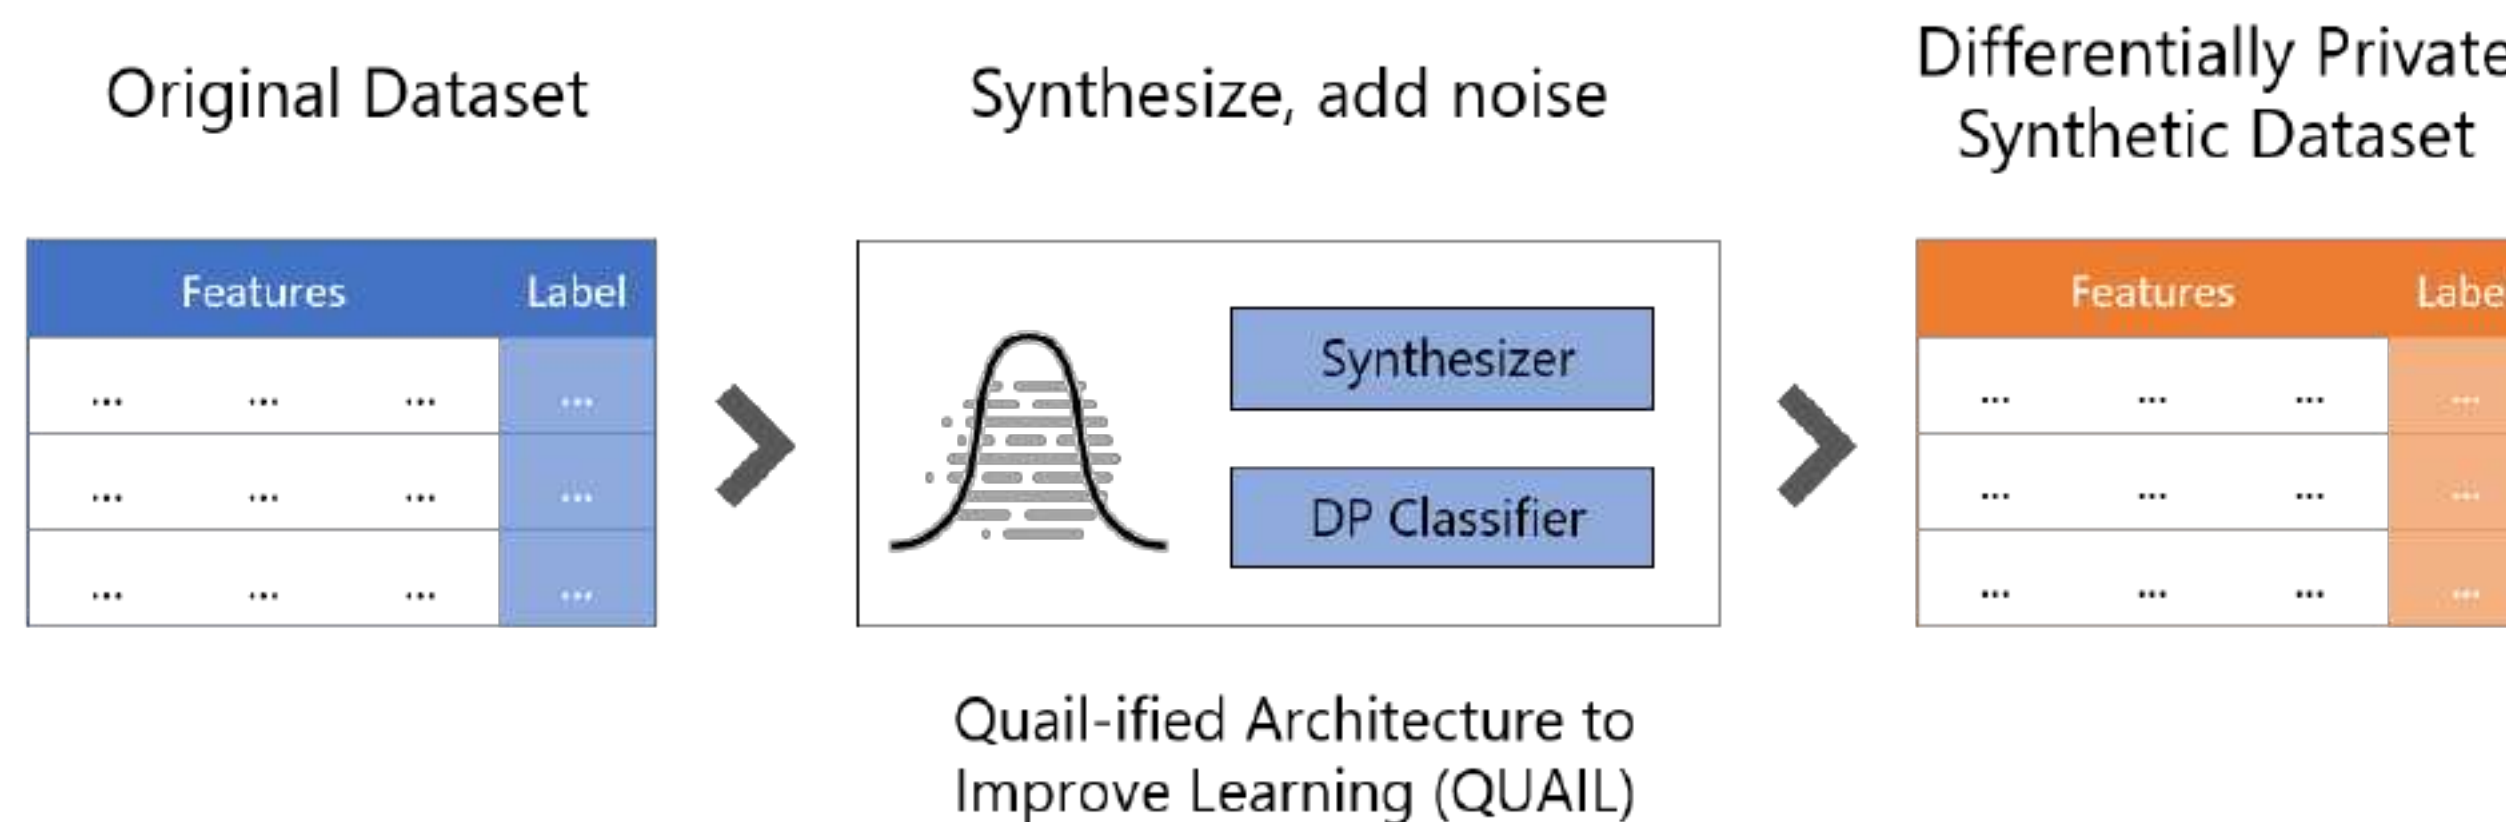 Original Dataset
Synthesize, add noise
Differentially Private
Synthetic Dataset
Features Label
... ... ... ...
... ... ... ...
... ... ... ...
Synthesizer
DP Classifier
Features Labe
... ... ... ...
... ... ... ...
... ... ... ...
Quail-ified Architecture to
Improve Learning (QUAIL)